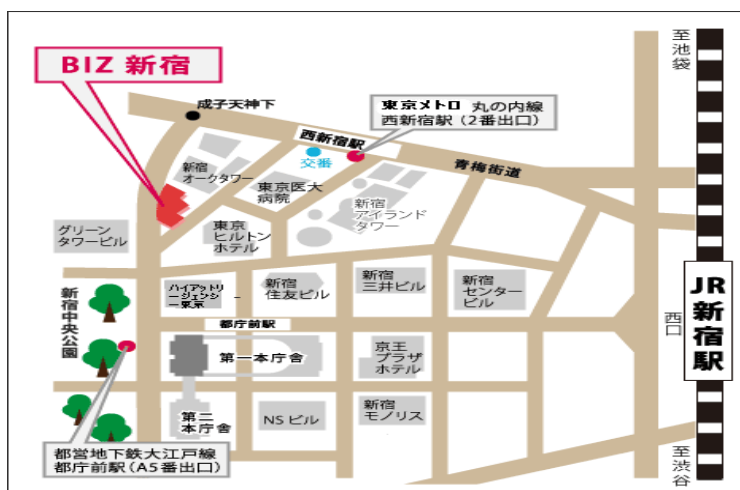 至池袋
BIZ 新宿
成子天神下
東京メトロ 丸の内線
西新宿駅（2番出口）
西新宿駅
交番
青梅街道
新宿
オークタワー
東京医大
病院
新宿
アイランド
タワー
グリーン
タワービル
東京
ヒルトン
ホテル
ハイアットリ
ージェンシ
ー東京
新宿
住友ビル
新宿
三井ビル
新宿
センター
ビル
JR新宿駅
西口
新宿中央公園
都庁前駅
第一本庁舎
京王
プラザ
ホテル
第二
本庁舎
NSビル
新宿
モノリス
都営地下鉄大江戸線
都庁前駅（A5番出口）
至渋谷